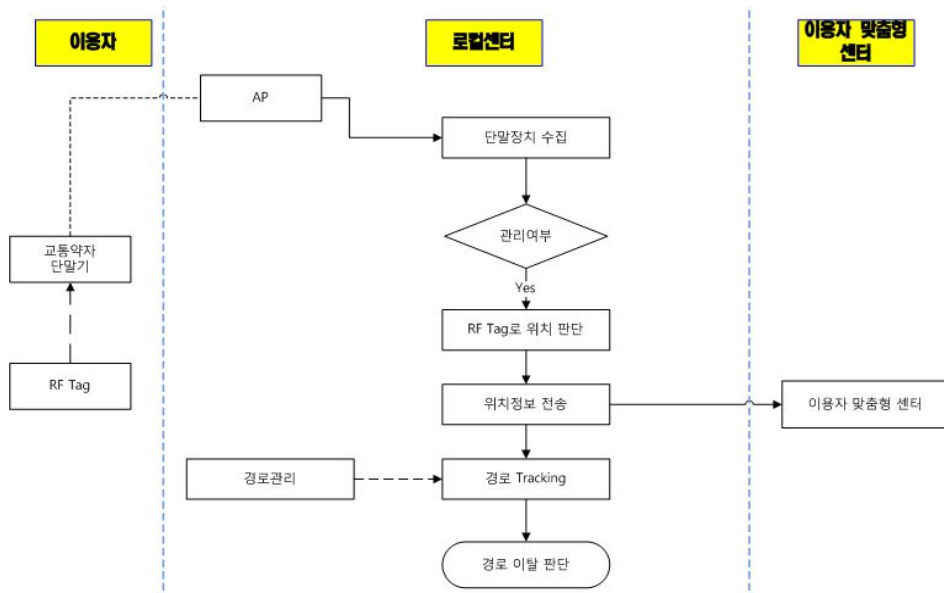 이용자
로컬센터
이용자 맞춤형
센터
AP
단말장치 수집
관리여부
교통약자
단말기
Yes
RF Tag로 위치 판단
RF Tag
위치정보 전송
이용자 맞춤형 센터
경로관리
경로 Tracking
경로 이탈 판단